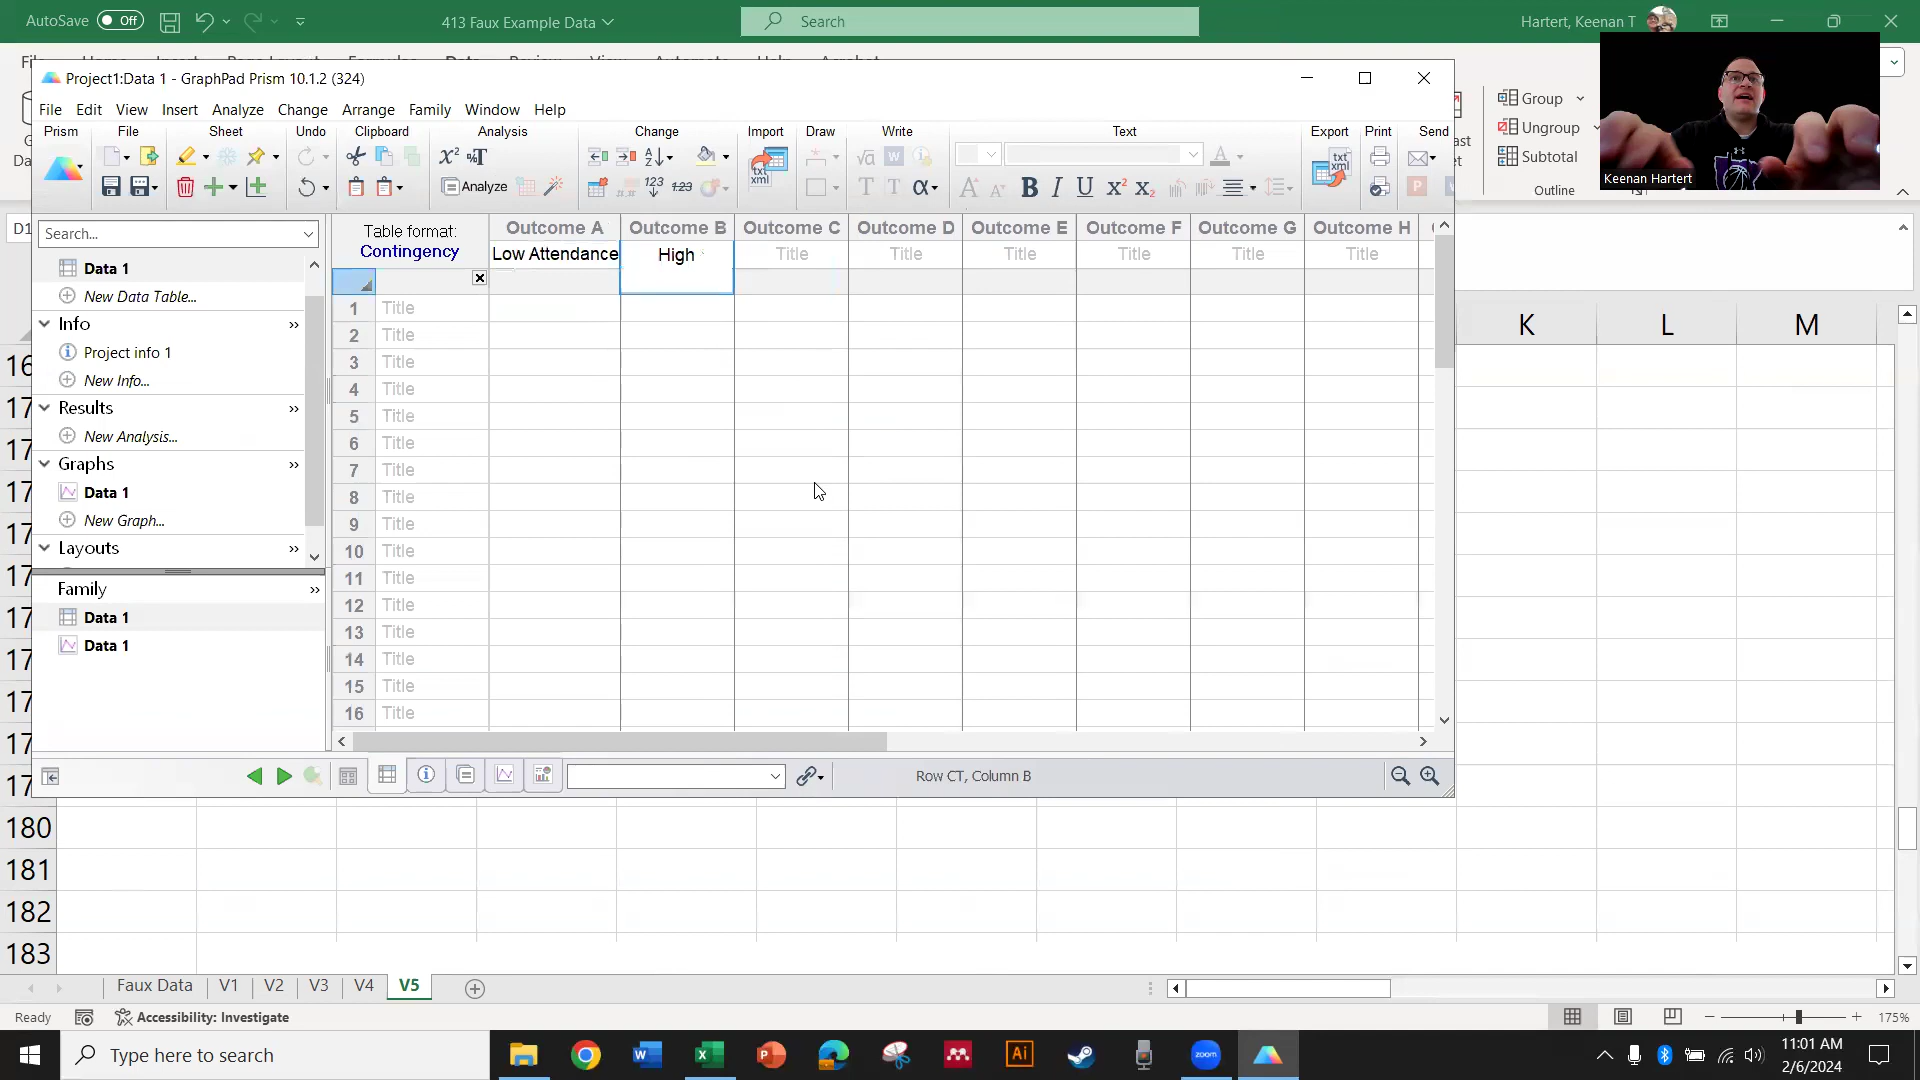 AutoSave Off
413 Faux Example Data
Search
Hartert, Keenan T
Project1:Data 1 - GraphPad Prism 10.1.2 (324)
File Edit View Insert Analyze Change Arrange Family Window Help
Prism File Sheet Undo Clipboard Analysis Change Import Draw Write Text Export Print Send
Analyze
Group
Ungroup
Subtotal
Outline
Keenan Hartert
Search...
Data 1
New Data Table...
Info
Project info 1
New Info...
Results
New Analysis...
Graphs
Data 1
New Graph...
Layouts
Family
Data 1
Data 1
Table format:
Contingency
Outcome A Outcome B Outcome C Outcome D Outcome E Outcome F Outcome G Outcome H
Low Attendance High Title Title Title Title Title Title
1 Title
2 Title
3 Title
4 Title
5 Title
6 Title
7 Title
8 Title
9 Title
10 Title
11 Title
12 Title
13 Title
14 Title
15 Title
16 Title
Row CT, Column B
K L M
180
181
182
183
Faux Data V1 V2 V3 V4 V5
Ready
Accessibility: Investigate
175%
Type here to search
zoom
11:01 AM
2/6/2024